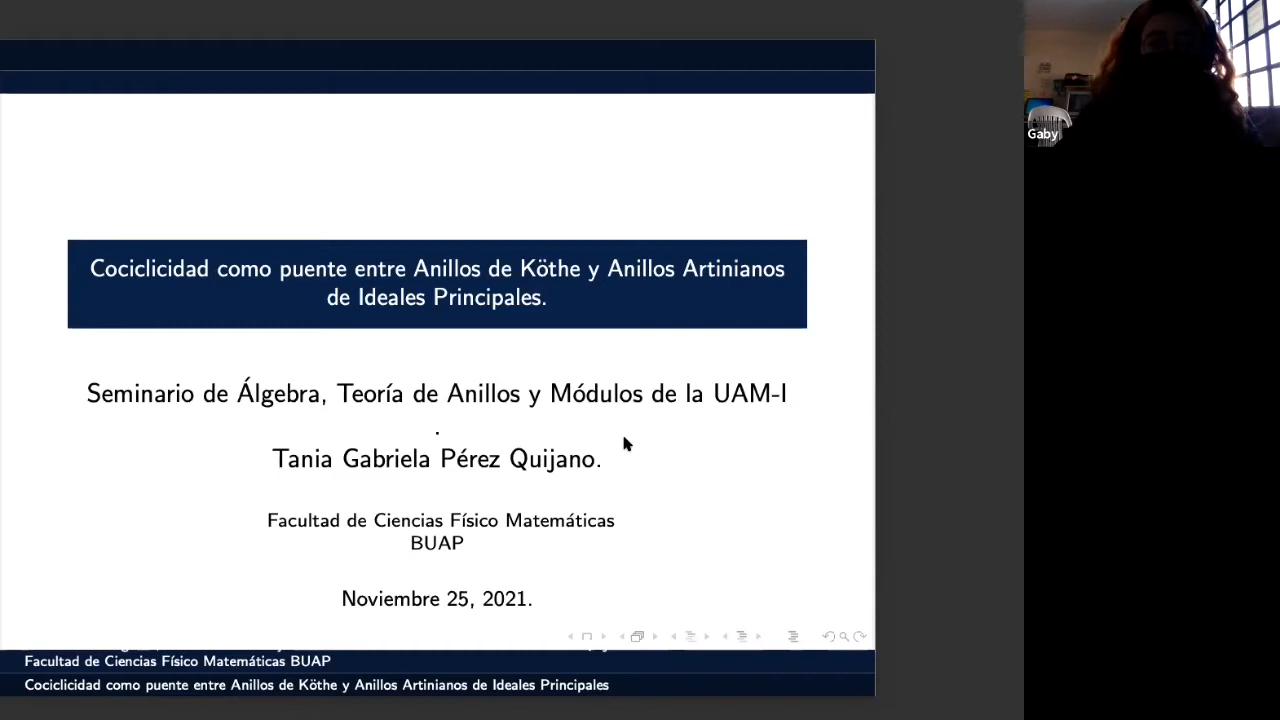 Cociclicidad como puente entre Anillos de Köthe y Anillos Artinianos
de Ideales Principales.
Seminario de Álgebra, Teoría de Anillos y Módulos de la UAM-I
.
Tania Gabriela Pérez Quijano.
Facultad de Ciencias Físico Matemáticas
BUAP
Noviembre 25, 2021.
Facultad de Ciencias Físico Matemáticas BUAP
Cociclicidad como puente entre Anillos de Köthe y Anillos Artinianos de Ideales Principales
Gaby